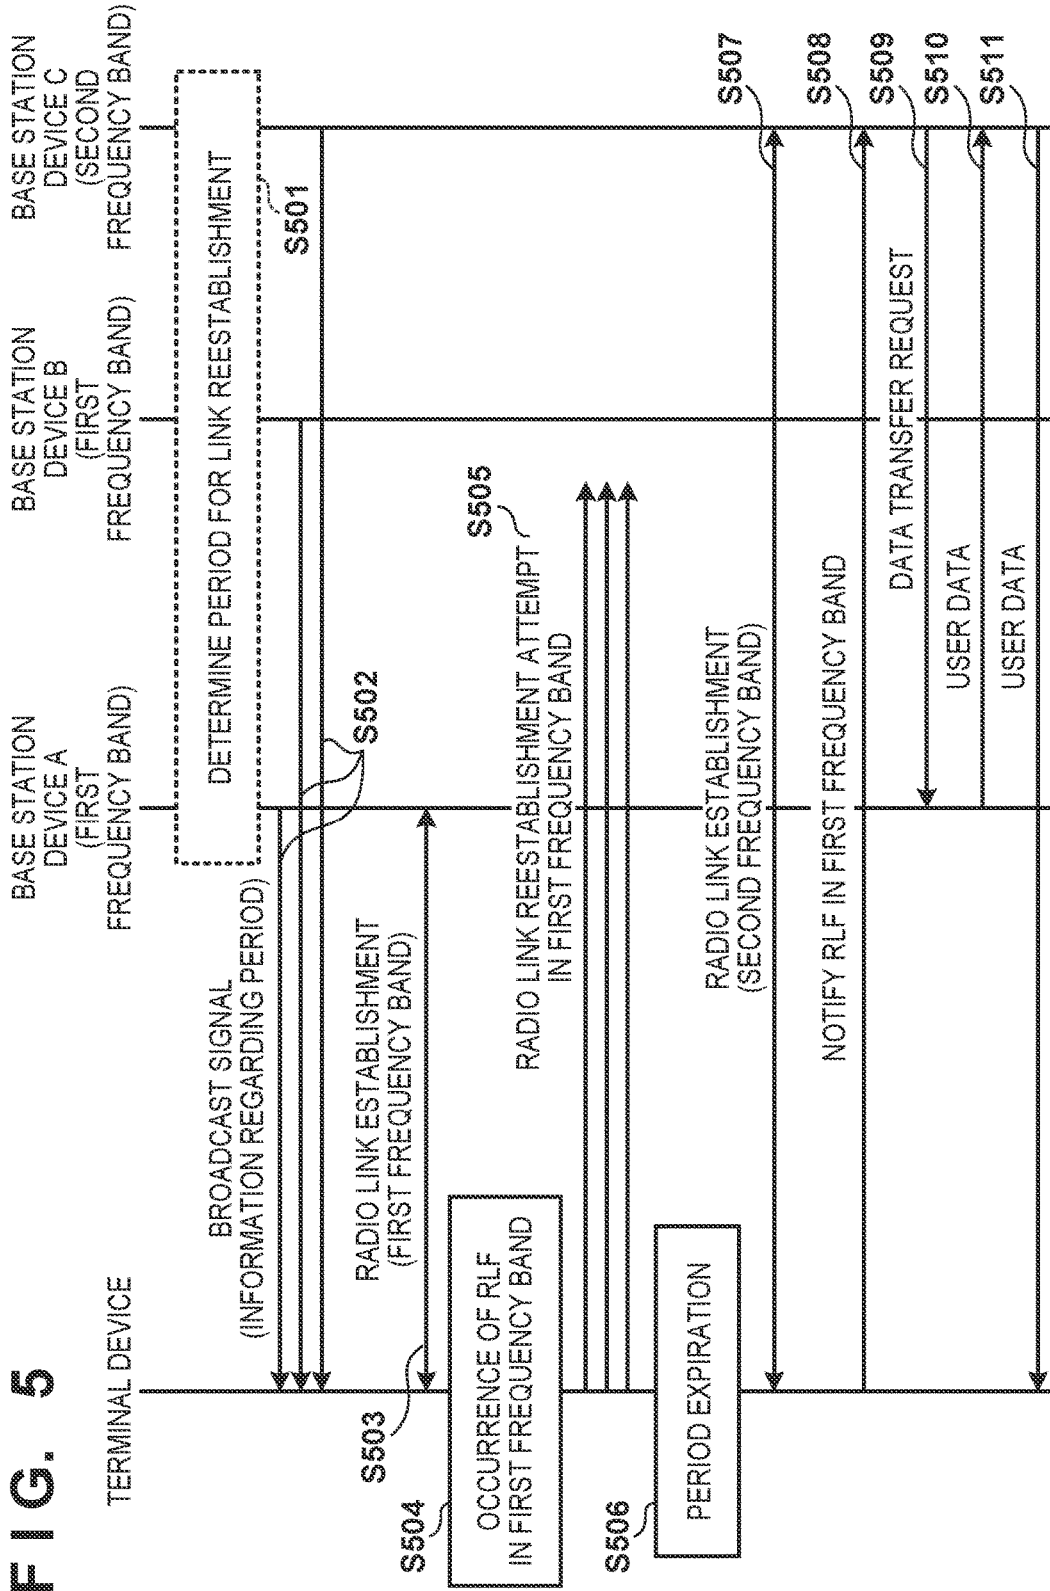 FIG. 5
TERMINAL DEVICE
BASE STATION
DEVICE A
(FIRST
FREQUENCY BAND)
BASE STATION
DEVICE B
(FIRST
FREQUENCY BAND)
BASE STATION
DEVICE C
(SECOND
FREQUENCY BAND)
DETERMINE PERIOD FOR LINK REESTABLISHMENT
S501
BROADCAST SIGNAL
(INFORMATION REGARDING PERIOD)
S502
RADIO LINK ESTABLISHMENT
(FIRST FREQUENCY BAND)
S503
S504
OCCURRENCE OF RLF
IN FIRST FREQUENCY BAND
RADIO LINK REESTABLISHMENT ATTEMPT
IN FIRST FREQUENCY BAND
S505
S506
PERIOD EXPIRATION
RADIO LINK ESTABLISHMENT
(SECOND FREQUENCY BAND)
S507
NOTIFY RLF IN FIRST FREQUENCY BAND
S508
DATA TRANSFER REQUEST
S509
USER DATA
S510
USER DATA
S511